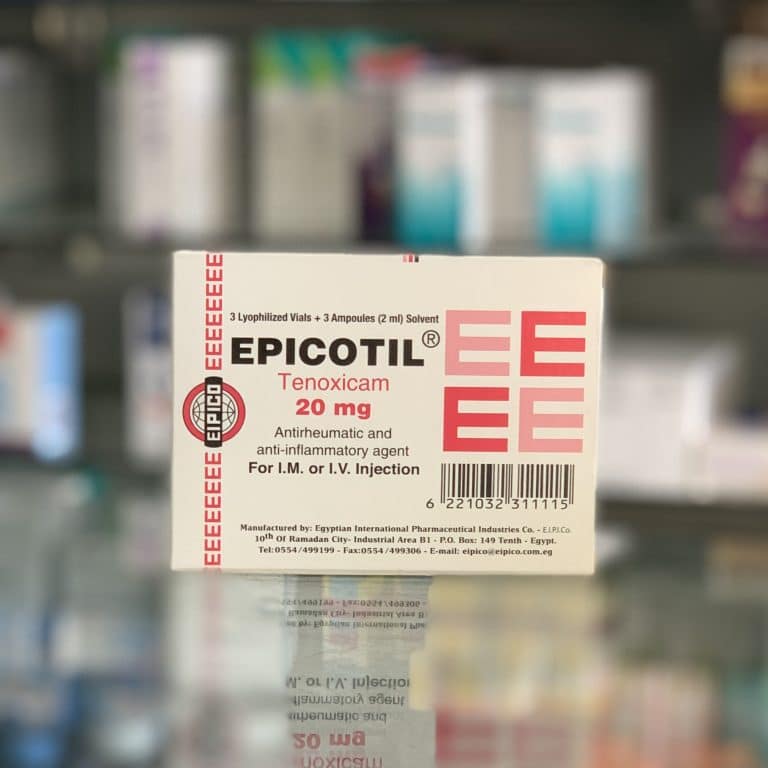 3 Lyophilized Vials + 3 Ampoules (2 ml) Solvent
EPICOTIL®
Tenoxicam
20 mg
Antirheumatic and
anti-inflammatory agent
For I.M. or I.V. Injection
EIPICO
EEEEEEEE
EEEEEEEE
E E
E E
6 221032 311115
Manufactured by: Egyptian International Pharmaceutical Industries Co. - E.I.P.I.Co.
10th Of Ramadan City- Industrial Area B1 - P.O. Box: 149 Tenth - Egypt.
Tel:0554/499199 - Fax:0554/499306 - E-mail: eipico@eipico.com.eg